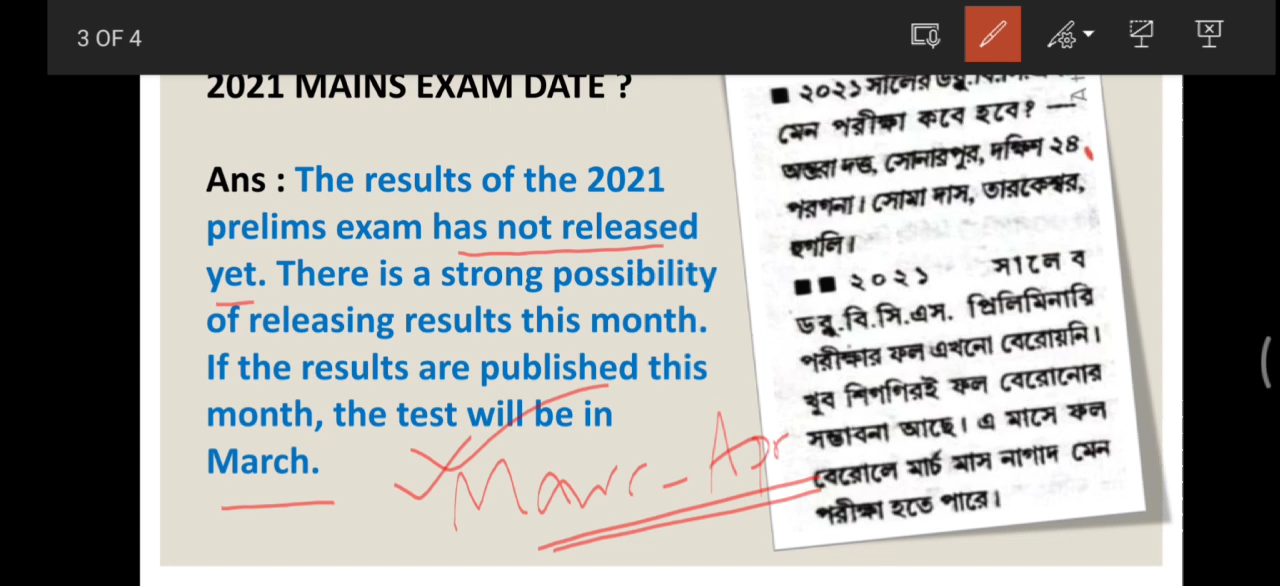 3 OF 4
2021 MAINS EXAM DATE ?
Ans : The results of the 2021
prelims exam has not released
yet. There is a strong possibility
of releasing results this month.
If the results are published this
month, the test will be in
March.
Marc - Apr
■ ২০২১ সালের ডব্লু.বি.সি.
মেন পরীক্ষা কবে হবে? —
অন্তরা দত্ত, সোনারপুর, দক্ষিণ ২৪
পরগনা। সোমা দাস, তারকেশ্বর,
হুগলি।
■■ ২০২১ সালে ব
ডব্লু.বি.সি.এস. প্রিলিমিনারি
পরীক্ষার ফল এখনো বেরোয়নি।
খুব শিগগিরই ফল বেরোনোর
সম্ভাবনা আছে। এ মাসে ফল
বেরোলে মার্চ মাস নাগাদ মেন
পরীক্ষা হতে পারে।